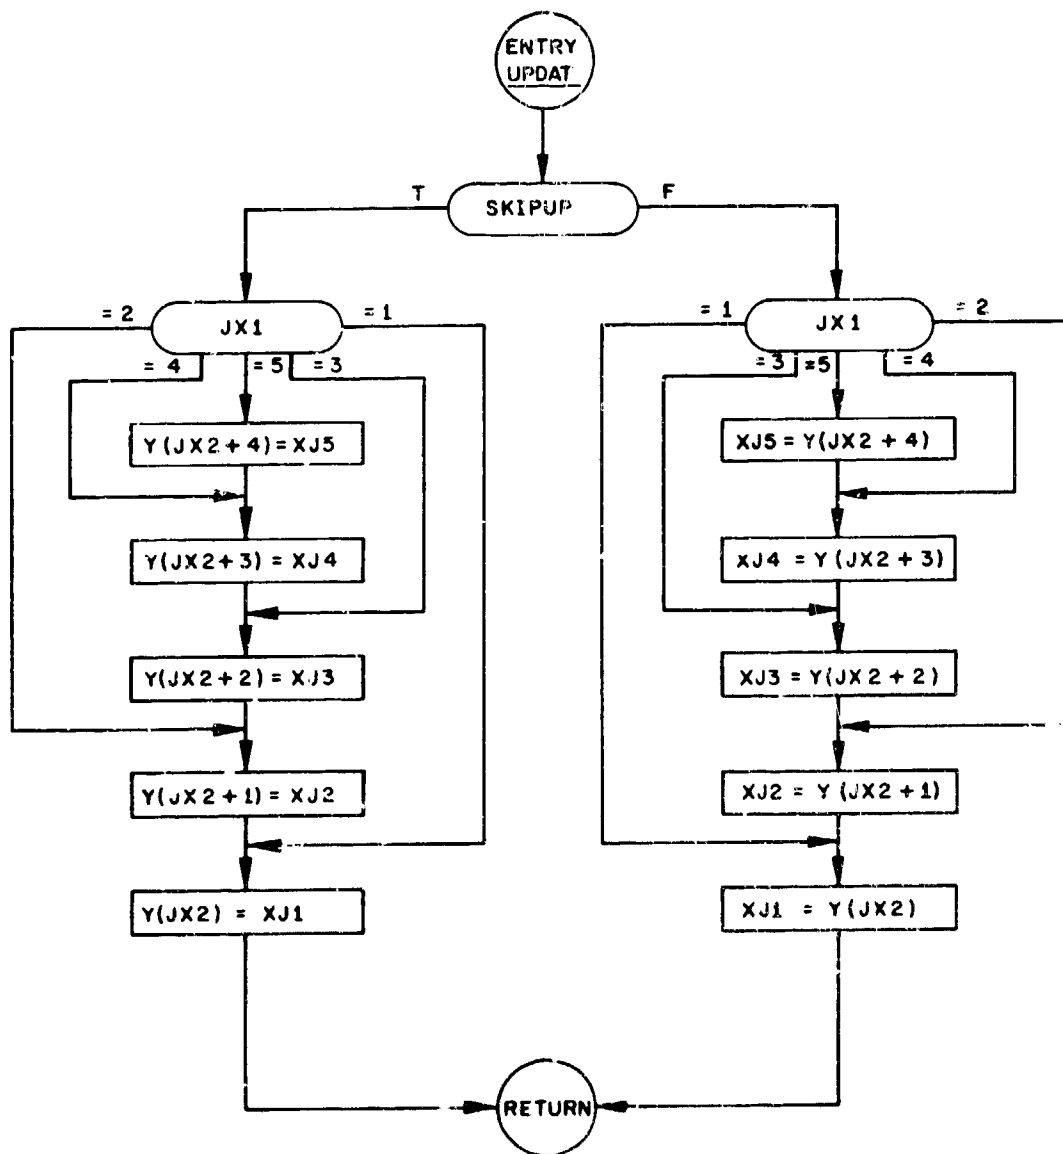 ENTRY
UPDAT
T
F
SKIPUP
= 2
JX1
= 1
= 4
= 5
= 3
Y(JX2+4)=XJ5
Y(JX2+3) = XJ4
Y(JX2+2) = XJ3
Y(JX2+1) = XJ2
Y(JX2) = XJ1
= 1
JX1
= 2
=3
=5
=4
XJ5=Y(JX2+4)
XJ4 = Y(JX2+3)
XJ3 = Y(JX2+2)
XJ2 = Y(JX2+1)
XJ1 = Y(JX2)
RETURN